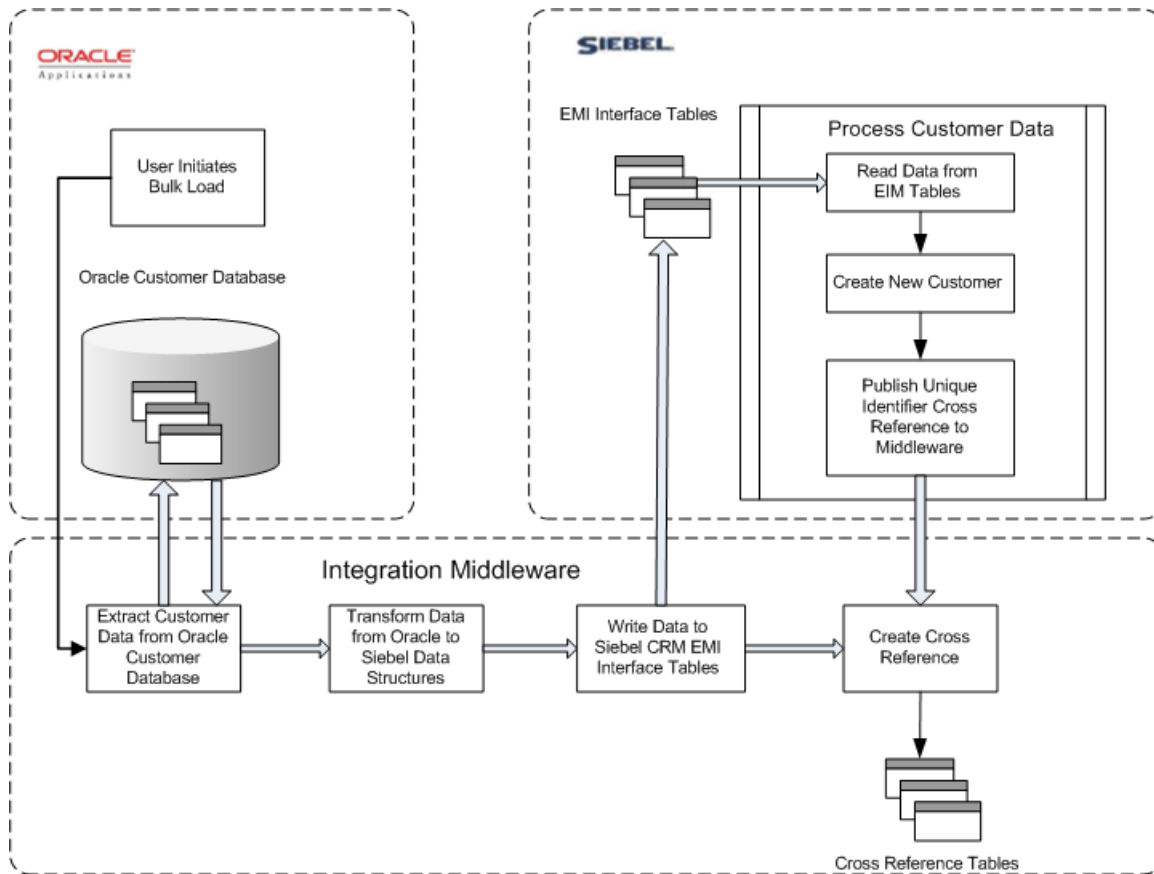 ORACLE
Applications
SIEBEL
EMI Interface Tables
Process Customer Data
User Initiates
Bulk Load
Read Data from
EIM Tables
Oracle Customer Database
Create New Customer
Publish Unique
Identifier Cross
Reference to
Middleware
Integration Middleware
Extract Customer
Data from Oracle
Customer
Database
Transform Data
from Oracle to
Siebel Data
Structures
Write Data to
Siebel CRM EMI
Interface Tables
Create Cross
Reference
Cross Reference Tables